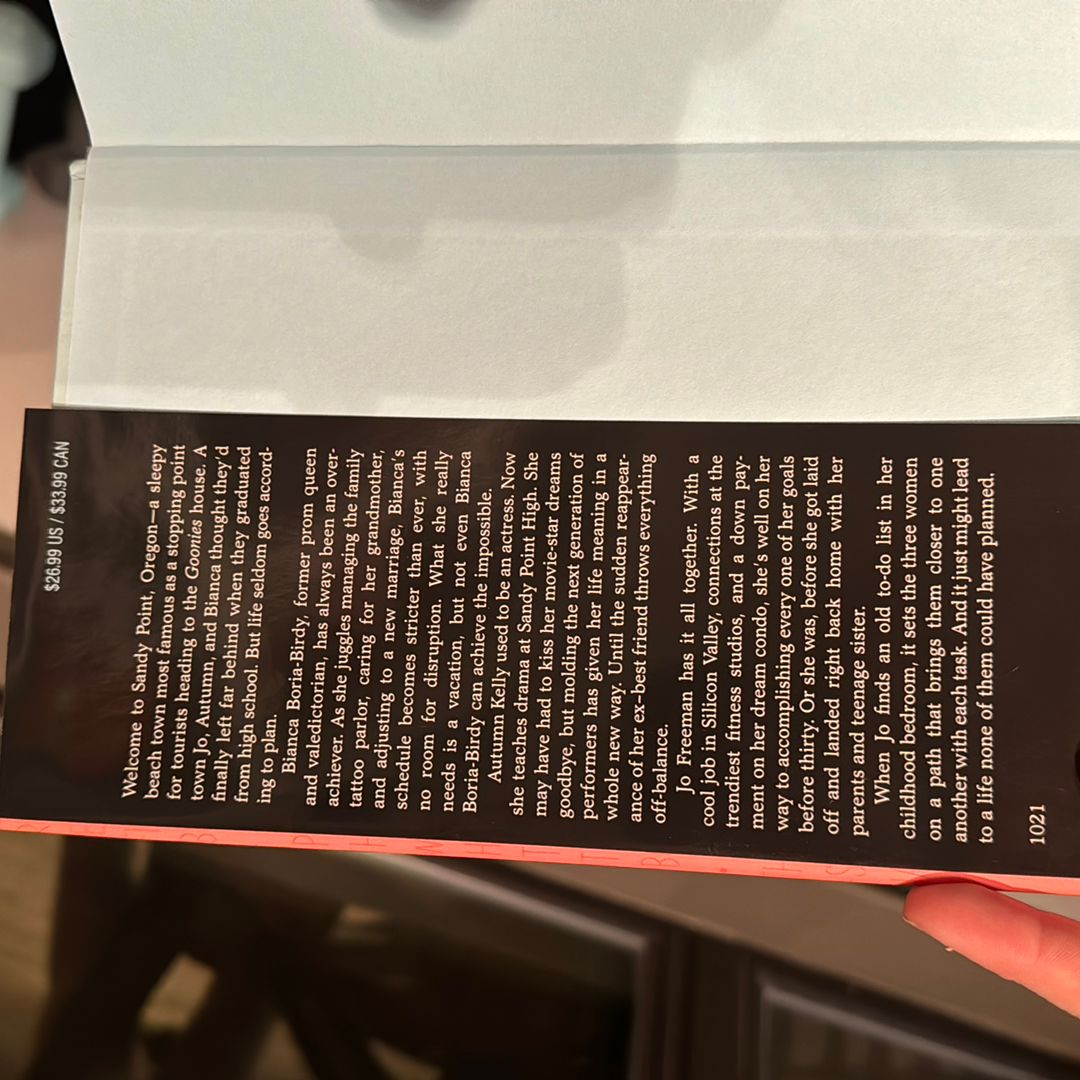 $26.99 US / $33.99 CAN
Welcome to Sandy Point, Oregon—a sleepy
beach town most famous as a stopping point
for tourists heading to the Goonies house. A
town Jo, Autumn, and Bianca thought they'd
finally left far behind when they graduated
from high school. But life seldom goes accord-
ing to plan.
Bianca Boria-Birdy, former prom queen
and valedictorian, has always been an over-
achiever. As she juggles managing the family
tattoo parlor, caring for her grandmother,
and adjusting to a new marriage, Bianca's
schedule becomes stricter than ever, with
no room for disruption. What she really
needs is a vacation, but not even Bianca
Boria-Birdy can achieve the impossible.
Autumn Kelly used to be an actress. Now
she teaches drama at Sandy Point High. She
may have had to kiss her movie-star dreams
goodbye, but molding the next generation of
performers has given her life meaning in a
whole new way. Until the sudden reappear-
ance of her ex–best friend throws everything
off-balance.
Jo Freeman has it all together. With a
cool job in Silicon Valley, connections at the
trendiest fitness studios, and a down pay-
ment on her dream condo, she's well on her
way to accomplishing every one of her goals
before thirty. Or she was, before she got laid
off and landed right back home with her
parents and teenage sister.
When Jo finds an old to-do list in her
childhood bedroom, it sets the three women
on a path that brings them closer to one
another with each task. And it just might lead
to a life none of them could have planned.
1021